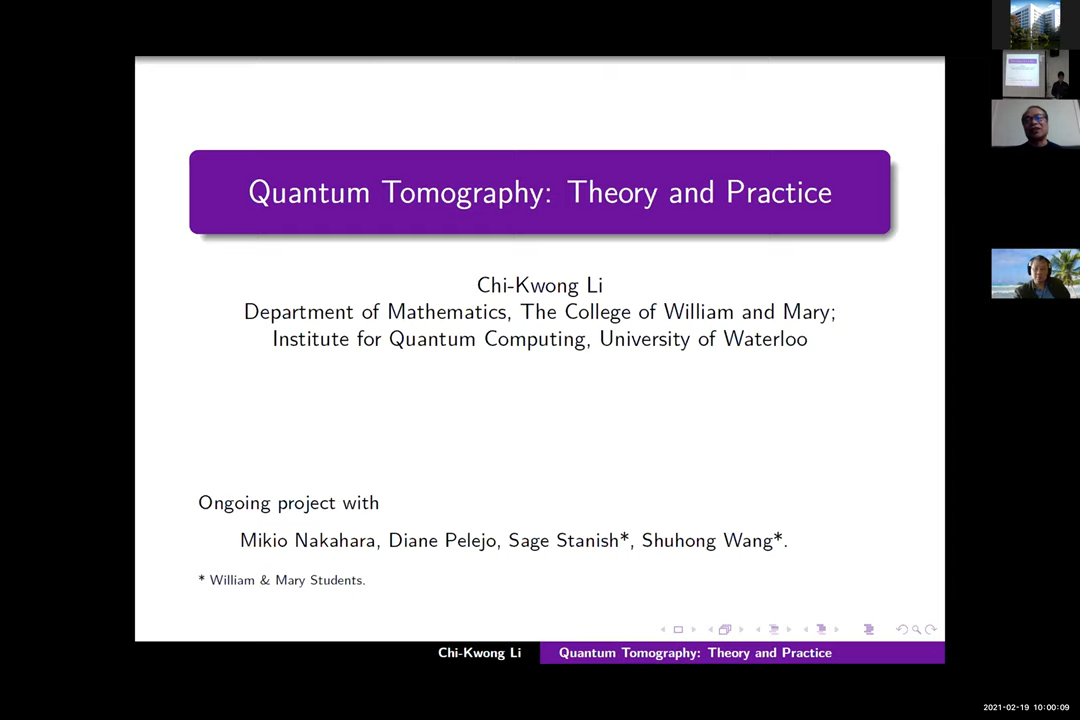 Quantum Tomography: Theory and Practice
Chi-Kwong Li
Department of Mathematics, The College of William and Mary;
Institute for Quantum Computing, University of Waterloo
Ongoing project with
Mikio Nakahara, Diane Pelejo, Sage Stanish*, Shuhong Wang*.
* William & Mary Students.
Chi-Kwong Li
Quantum Tomography: Theory and Practice
2021-02-19 10:00:09